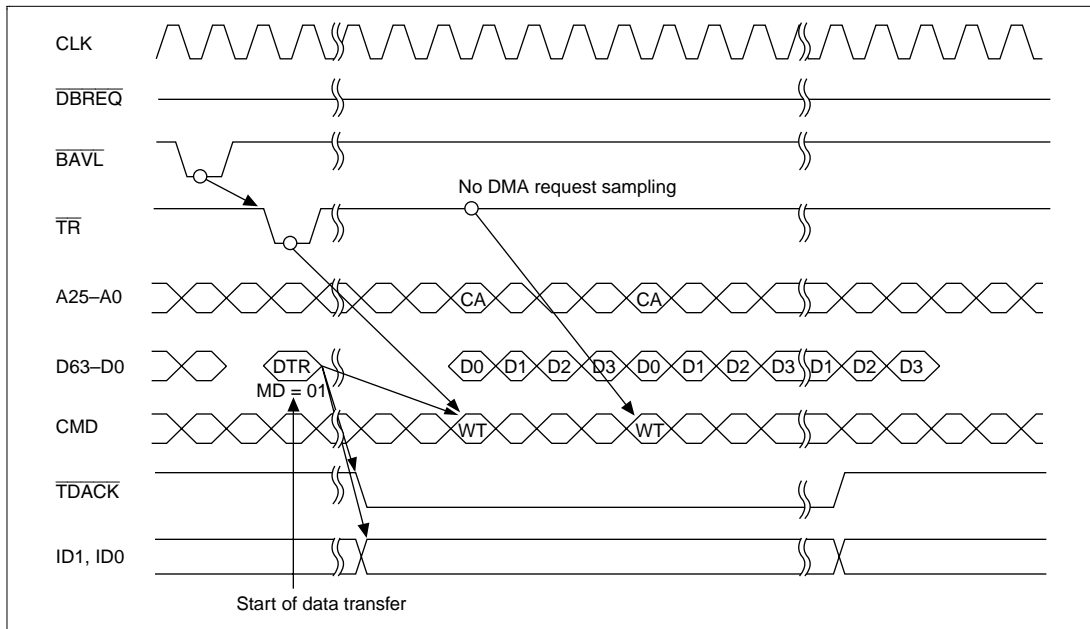 CLK
DBREQ
BAVL
No DMA request sampling
TR
A25–A0 CA CA
D63–D0 DTR D0 D1 D2 D3 D0 D1 D2 D3 D1 D2 D3
MD = 01
CMD WT WT
TDACK
ID1, ID0
Start of data transfer